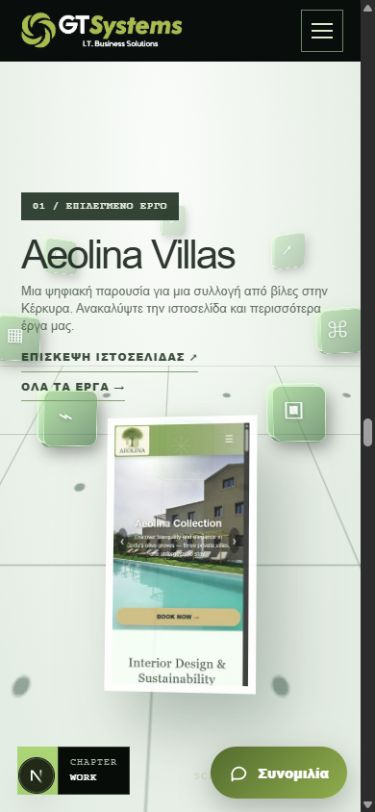 GTSystems
I.T. Business Solutions
01 / ΕΠΙΛΕΓΜΕΝΟ ΕΡΓΟ
Aeolina Villas
Μια ψηφιακή παρουσία για μια συλλογή από βίλες στην
Κέρκυρα. Ανακαλύψτε την ιστοσελίδα και περισσότερα
έργα μας.
ΕΠΙΣΚΕΨΗ ΙΣΤΟΣΕΛΙΔΑΣ ↗
ΟΛΑ ΤΑ ΕΡΓΑ →
AEOLINA
Aeolina Collection
BOOK NOW →
Interior Design &
Sustainability
N
CHAPTER
WORK
SC
Συνομιλία